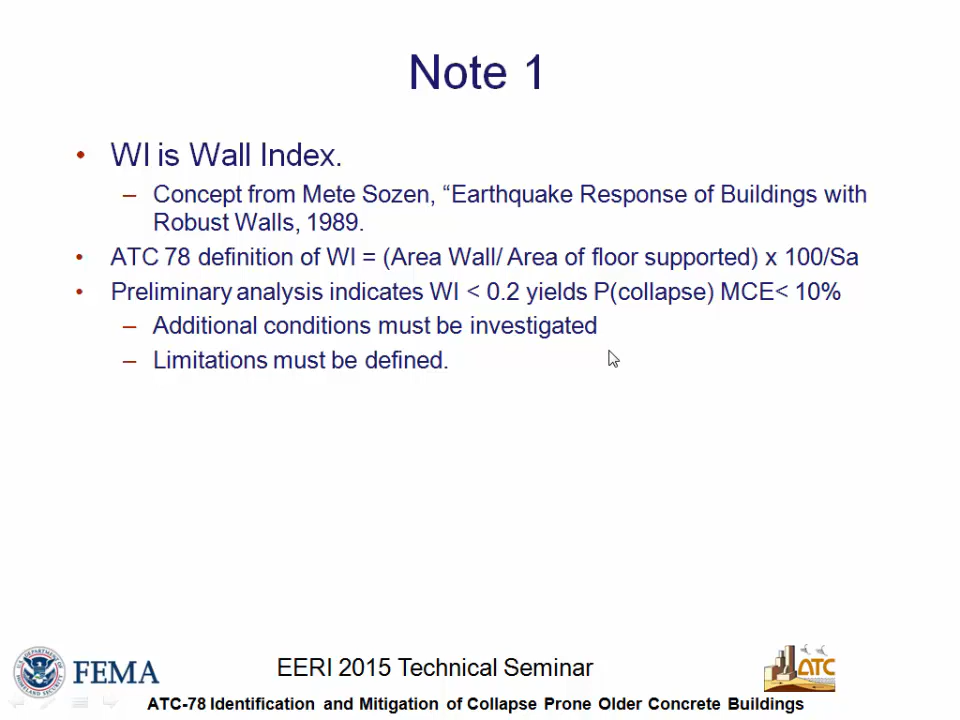 Note 1
• WI is Wall Index.
– Concept from Mete Sozen, “Earthquake Response of Buildings with
Robust Walls, 1989.
• ATC 78 definition of WI = (Area Wall/ Area of floor supported) x 100/Sa
• Preliminary analysis indicates WI < 0.2 yields P(collapse) MCE< 10%
– Additional conditions must be investigated
– Limitations must be defined.
FEMA
EERI 2015 Technical Seminar
ATC
ATC-78 Identification and Mitigation of Collapse Prone Older Concrete Buildings